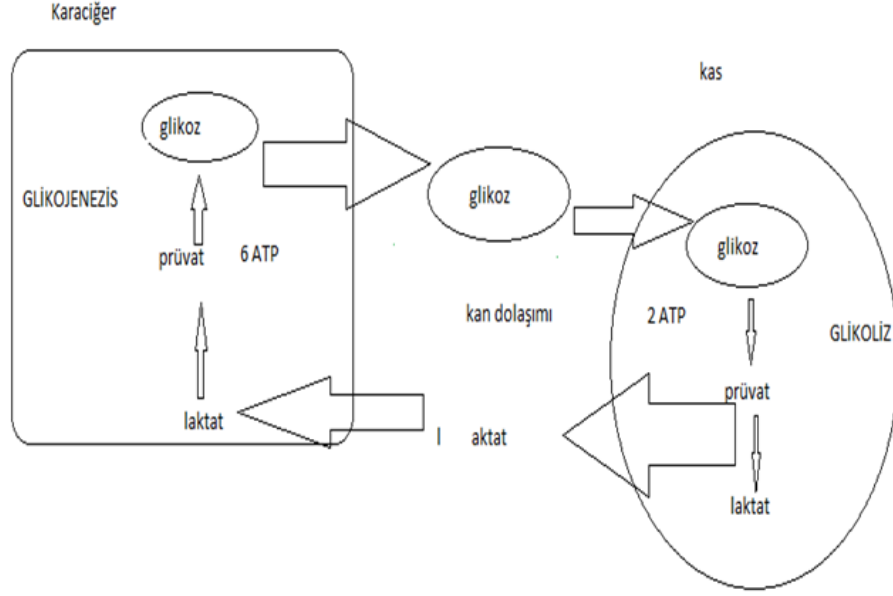 Karaciğer
kas
glikoz
GLİKOJENEZİS
prüvat
6 ATP
laktat
glikoz
kan dolaşımı
l aktat
glikoz
2 ATP
GLİKOLİZ
prüvat
laktat